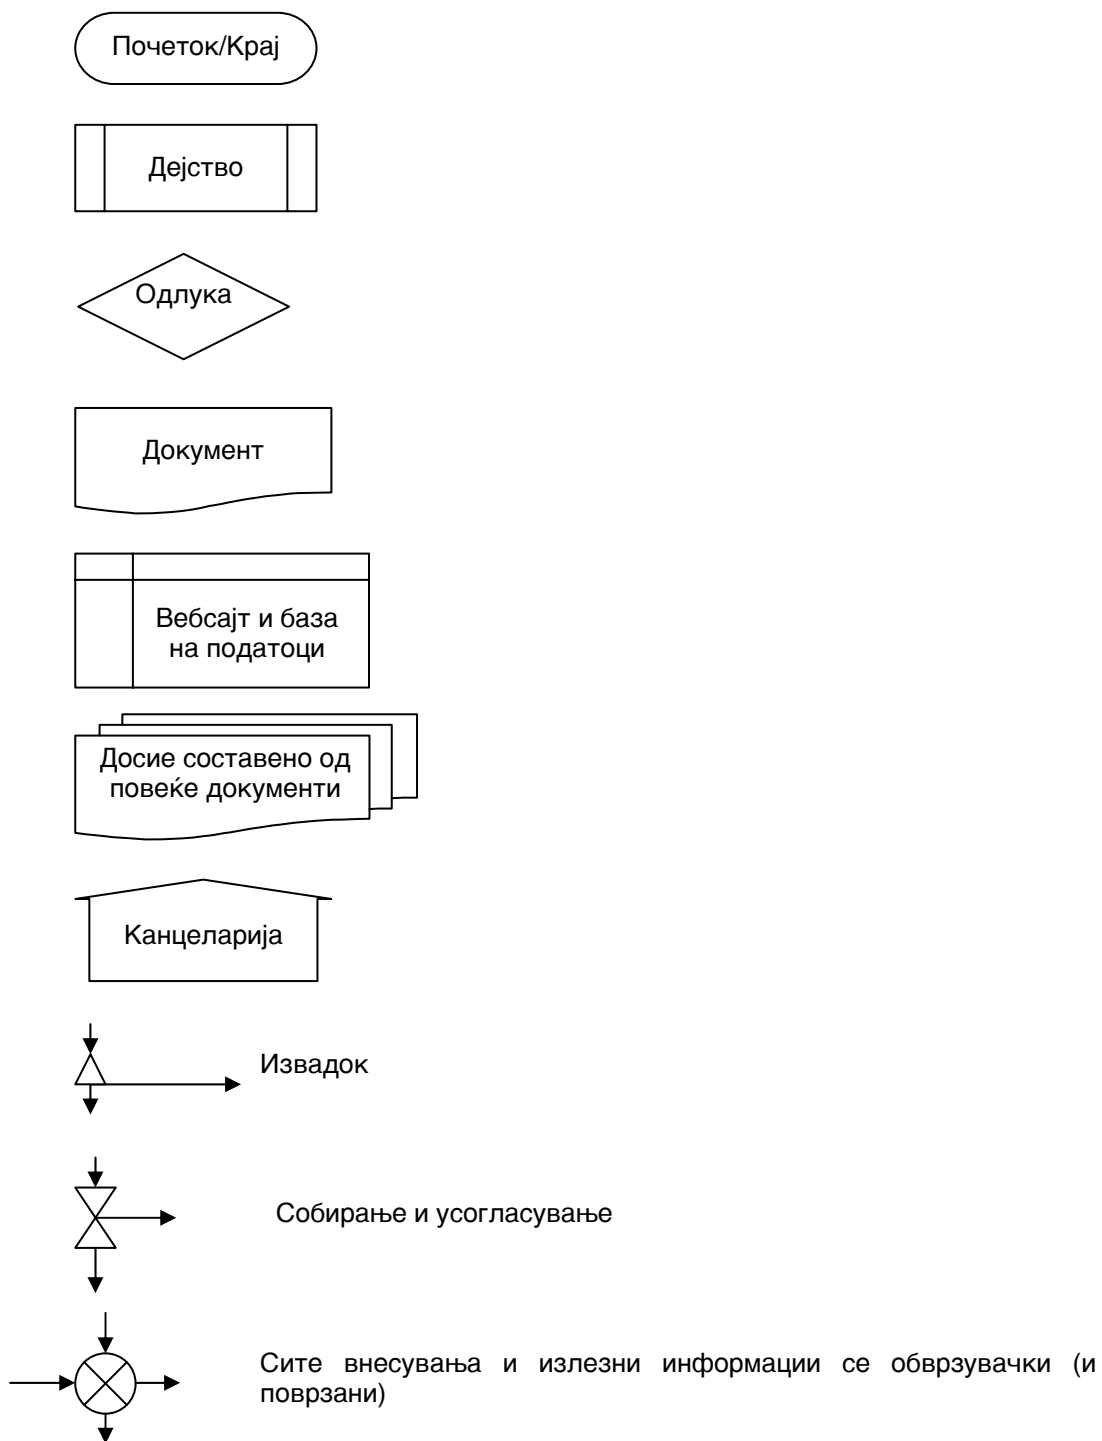 Почеток/Крај
Дејство
Одлука
Документ
Вебсајт и база
на податоци
Досие составено од
повеќе документи
Канцеларија
Извадок
Собирање и усогласување
Сите внесувања и излезни информации се обврзувачки (и
поврзани)